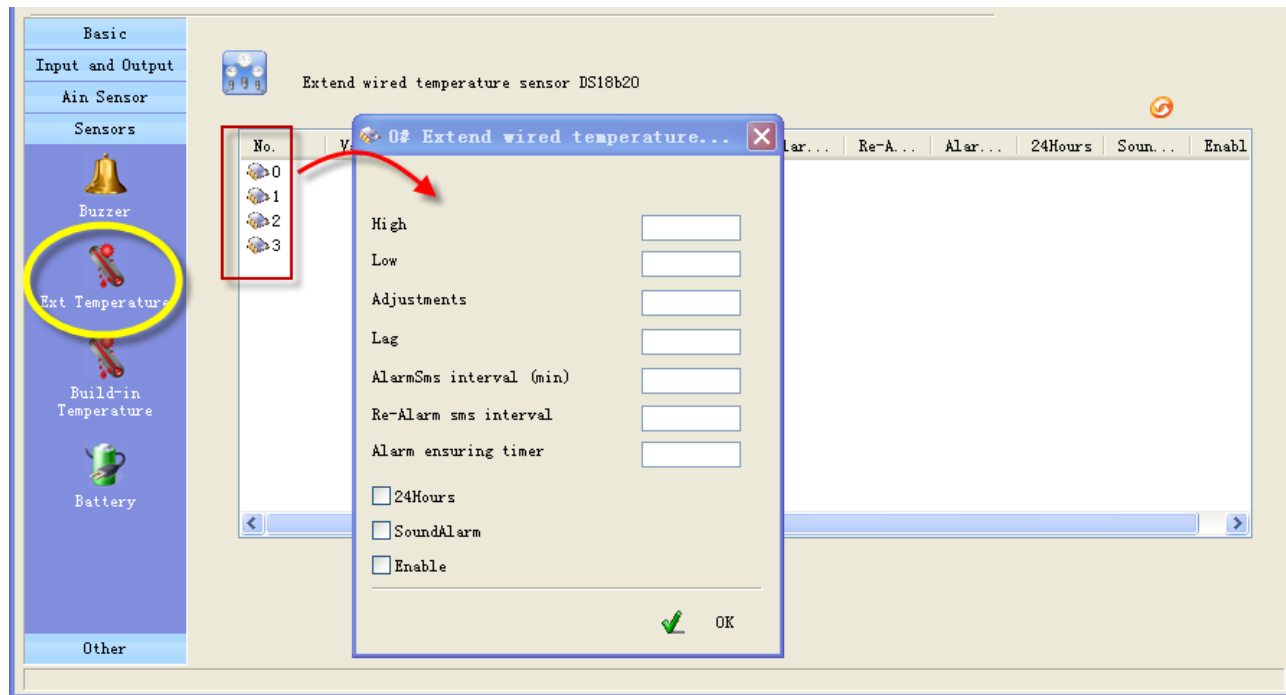 Basic
Input and Output
Ain Sensor
Sensors
Buzzer
Ext Temperature
Build-in
Temperature
Battery
Other
Extend wired temperature sensor DS18b20
No. V. lar... Re-A... Alar... 24Hours Soun... Enabl
0
1
2
3
0# Extend wired temperature...
High
Low
Adjustments
Lag
AlarmSms interval (min)
Re-Alarm sms interval
Alarm ensuring timer
24Hours
SoundAlarm
Enable
OK